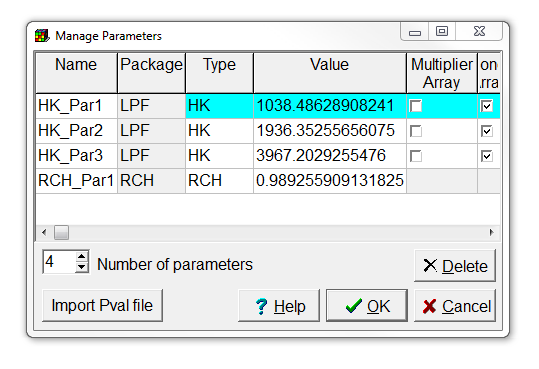 Manage Parameters
Name Package Type Value Multiplier Array
HK_Par1 LPF HK 1038.48628908241
HK_Par2 LPF HK 1936.35255656075
HK_Par3 LPF HK 3967.2029255476
RCH_Par1 RCH RCH 0.989255909131825
4 Number of parameters
Delete
Import Pval file Help OK Cancel